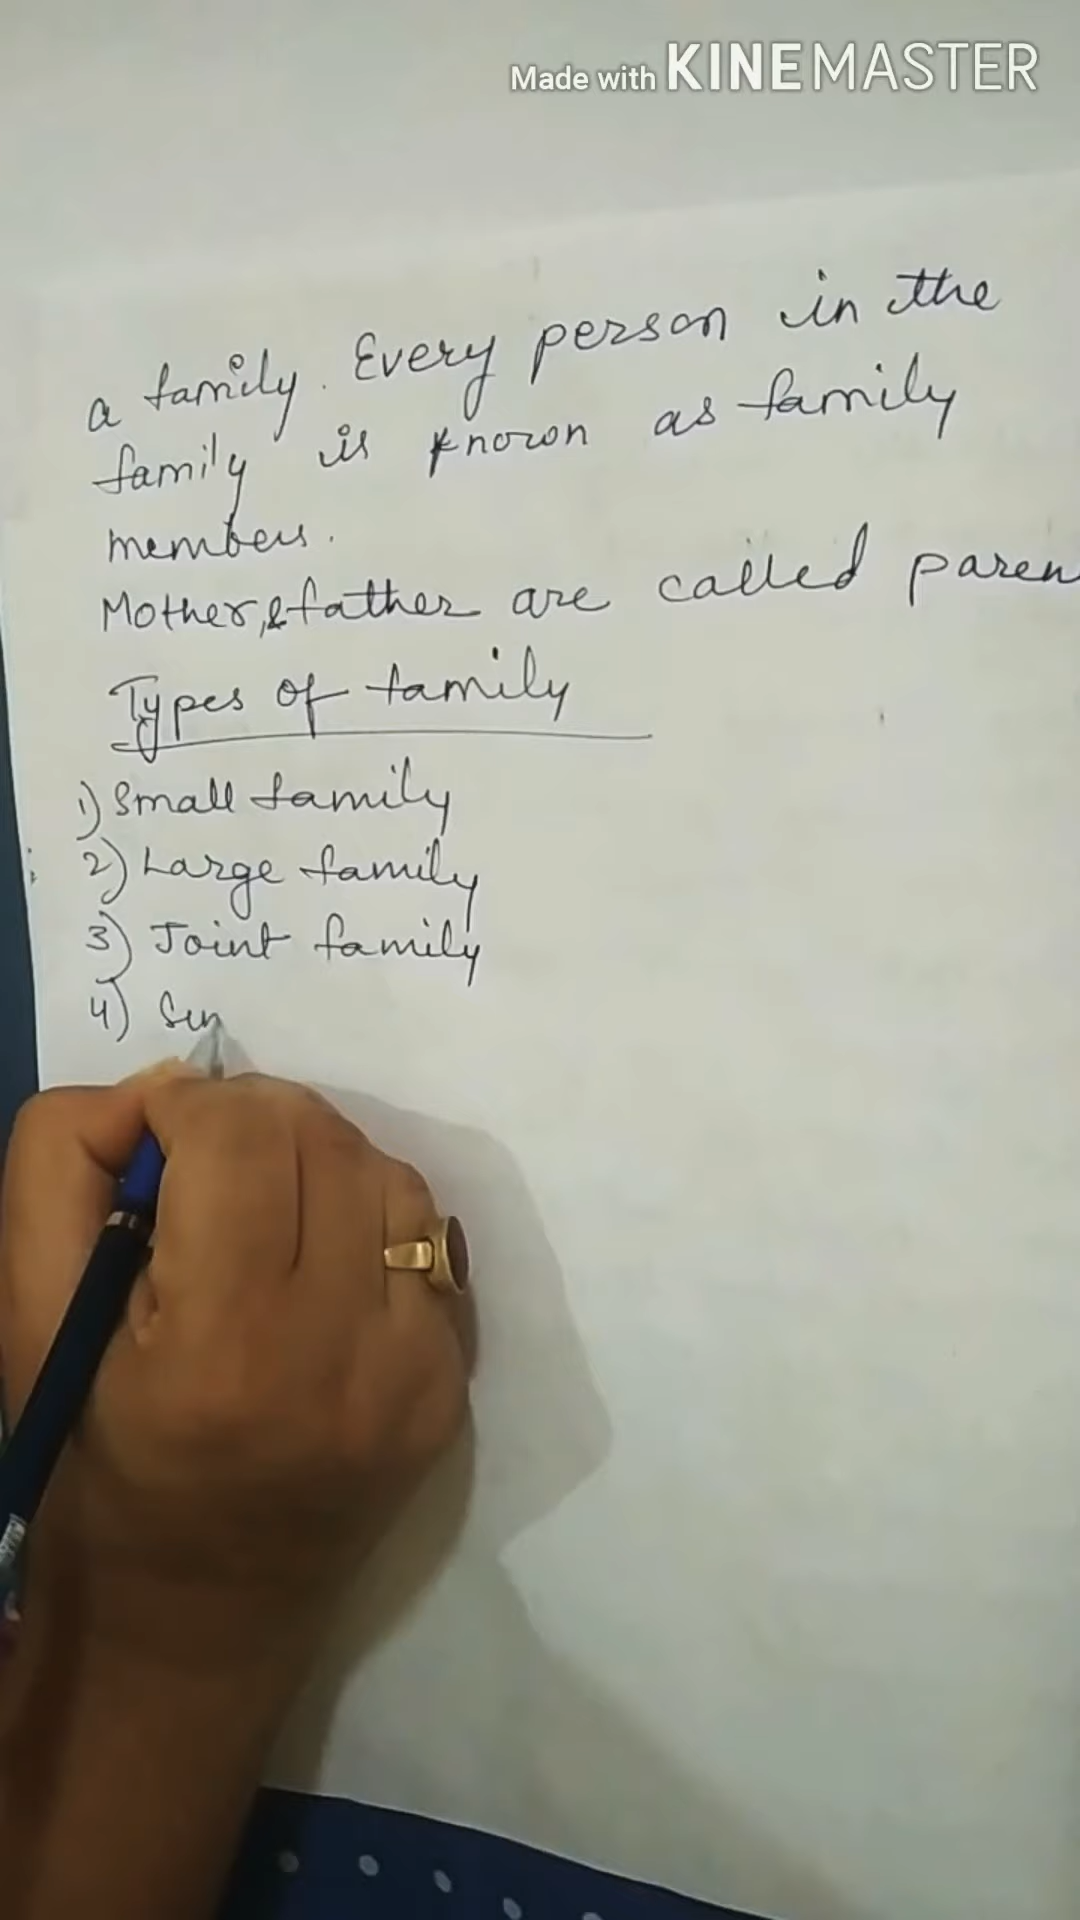 Made with KINEMASTER
a family. Every person in the
family is known as family
members.
Mother,& father are called paren
Types of family
1) Small family
2) Large family
3) Joint family
4) Sin